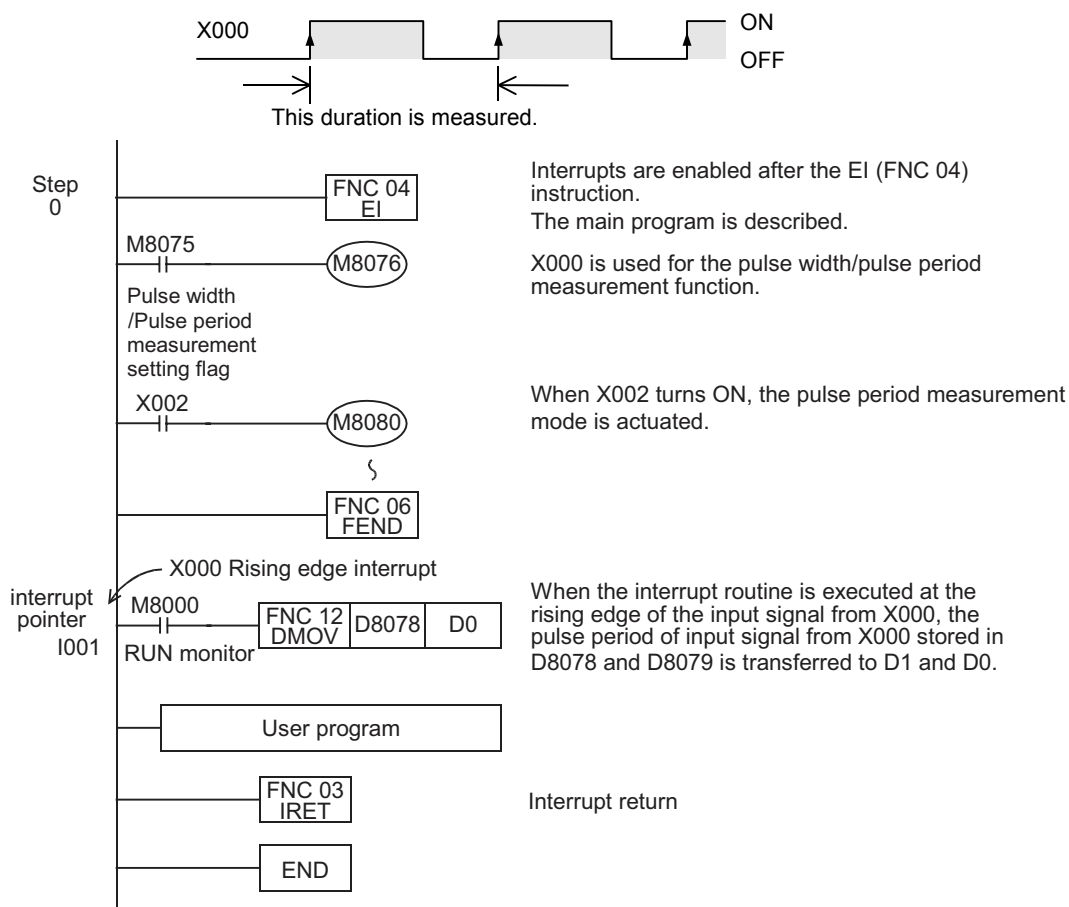 X000
ON
OFF
This duration is measured.
Step
0
FNC 04
EI
Interrupts are enabled after the EI (FNC 04)
instruction.
The main program is described.
M8075
M8076
X000 is used for the pulse width/pulse period
measurement function.
Pulse width
/Pulse period
measurement
setting flag
X002
M8080
When X002 turns ON, the pulse period measurement
mode is actuated.
FNC 06
FEND
X000 Rising edge interrupt
interrupt
pointer
I001
M8000
RUN monitor
FNC 12
DMOV
D8078
D0
When the interrupt routine is executed at the
rising edge of the input signal from X000, the
pulse period of input signal from X000 stored in
D8078 and D8079 is transferred to D1 and D0.
User program
FNC 03
IRET
Interrupt return
END